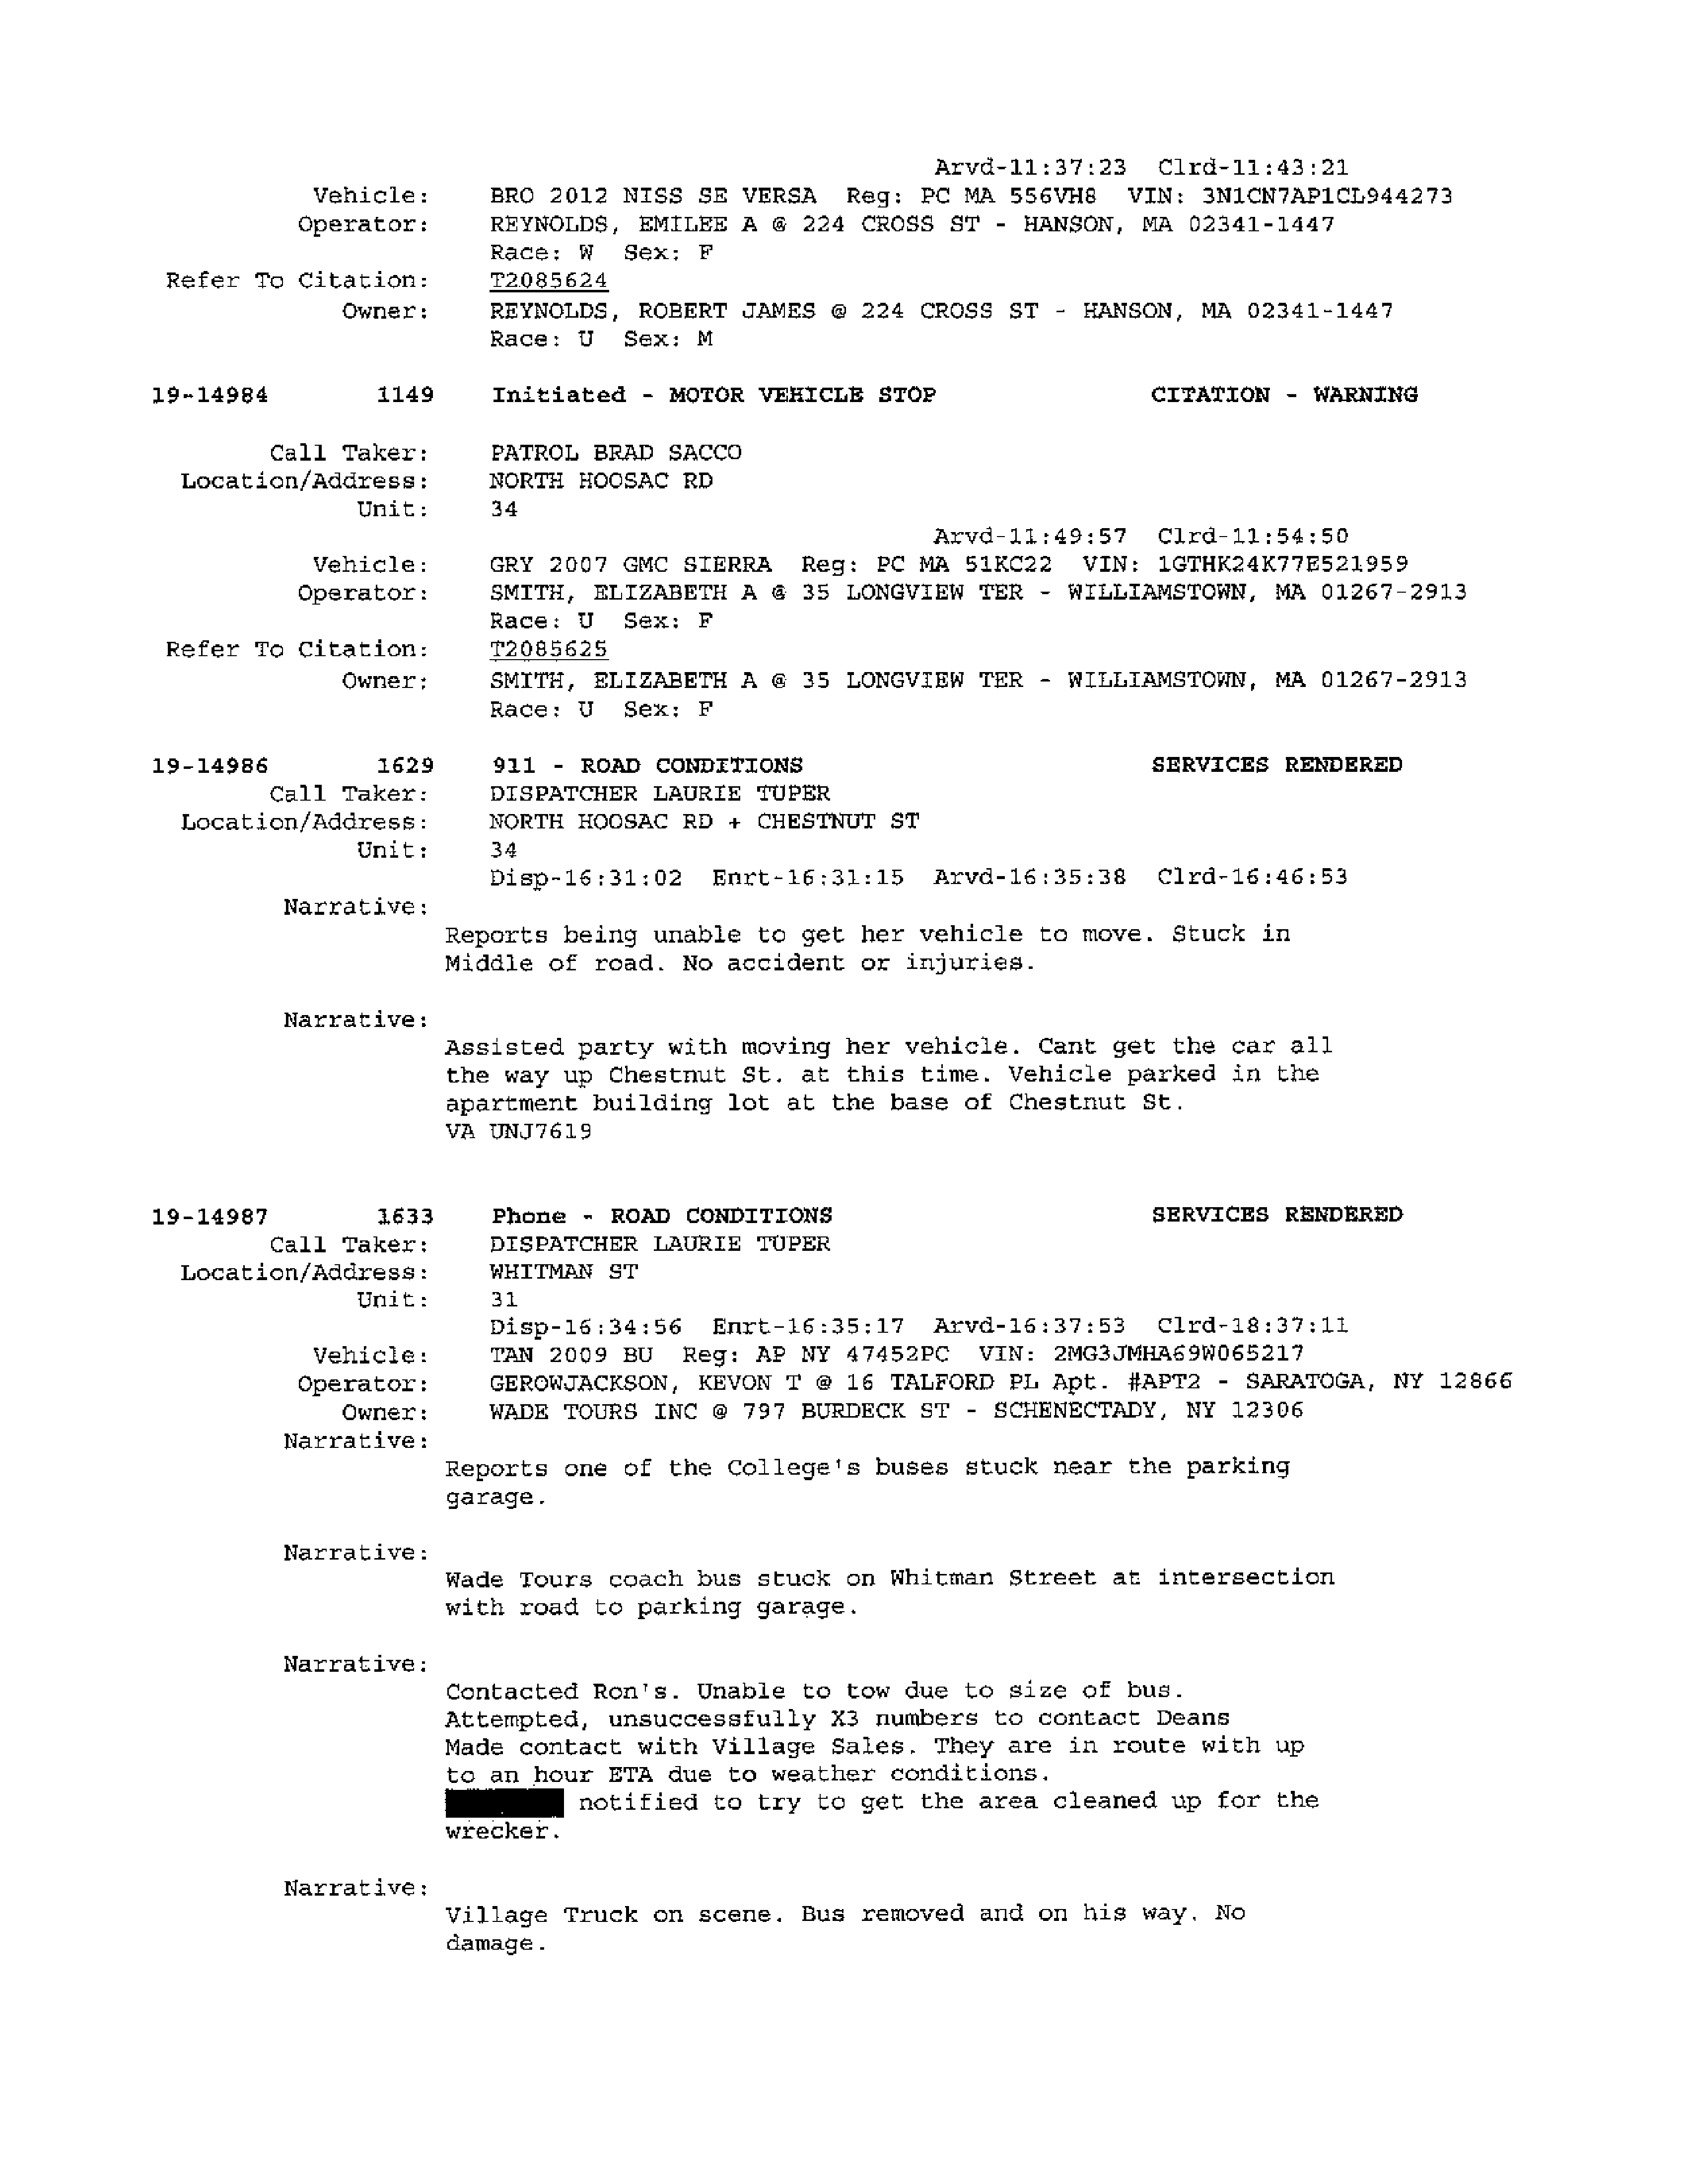 Arvd-11:37:23 Clrd-11:43:21
Vehicle: BRO 2012 NISS SE VERSA Reg: PC MA 556VH8 VIN: 3N1CN7AP1CL944273
Operator: REYNOLDS, EMILEE A @ 224 CROSS ST - HANSON, MA 02341-1447
Race: W Sex: F
Refer To Citation: T2085624
Owner: REYNOLDS, ROBERT JAMES @ 224 CROSS ST - HANSON, MA 02341-1447
Race: U Sex: M
19-14984 1149 Initiated - MOTOR VEHICLE STOP CITATION - WARNING
Call Taker: PATROL BRAD SACCO
Location/Address: NORTH HOOSAC RD
Unit: 34
Arvd-11:49:57 Clrd-11:54:50
Vehicle: GRY 2007 GMC SIERRA Reg: PC MA 51KC22 VIN: 1GTHK24K77E521959
Operator: SMITH, ELIZABETH A @ 35 LONGVIEW TER - WILLIAMSTOWN, MA 01267-2913
Race: U Sex: F
Refer To Citation: T2085625
Owner: SMITH, ELIZABETH A @ 35 LONGVIEW TER - WILLIAMSTOWN, MA 01267-2913
Race: U Sex: F
19-14986 1629 911 - ROAD CONDITIONS SERVICES RENDERED
Call Taker: DISPATCHER LAURIE TUPER
Location/Address: NORTH HOOSAC RD + CHESTNUT ST
Unit: 34
Disp-16:31:02 Enrt-16:31:15 Arvd-16:35:38 Clrd-16:46:53
Narrative:
Reports being unable to get her vehicle to move. Stuck in
Middle of road. No accident or injuries.
Narrative:
Assisted party with moving her vehicle. Cant get the car all
the way up Chestnut St. at this time. Vehicle parked in the
apartment building lot at the base of Chestnut St.
VA UNJ7619
19-14987 1633 Phone - ROAD CONDITIONS SERVICES RENDERED
Call Taker: DISPATCHER LAURIE TUPER
Location/Address: WHITMAN ST
Unit: 31
Disp-16:34:56 Enrt-16:35:17 Arvd-16:37:53 Clrd-18:37:11
Vehicle: TAN 2009 BU Reg: AP NY 47452PC VIN: 2MG3JMHA69W065217
Operator: GEROWJACKSON, KEVON T @ 16 TALFORD PL Apt. #APT2 - SARATOGA, NY 12866
Owner: WADE TOURS INC @ 797 BURDECK ST - SCHENECTADY, NY 12306
Narrative:
Reports one of the College's buses stuck near the parking
garage.
Narrative:
Wade Tours coach bus stuck on Whitman Street at intersection
with road to parking garage.
Narrative:
Contacted Ron's. Unable to tow due to size of bus.
Attempted, unsuccessfully X3 numbers to contact Deans
Made contact with Village Sales. They are in route with up
to an hour ETA due to weather conditions.
notified to try to get the area cleaned up for the
wrecker.
Narrative:
Village Truck on scene. Bus removed and on his way. No
damage.